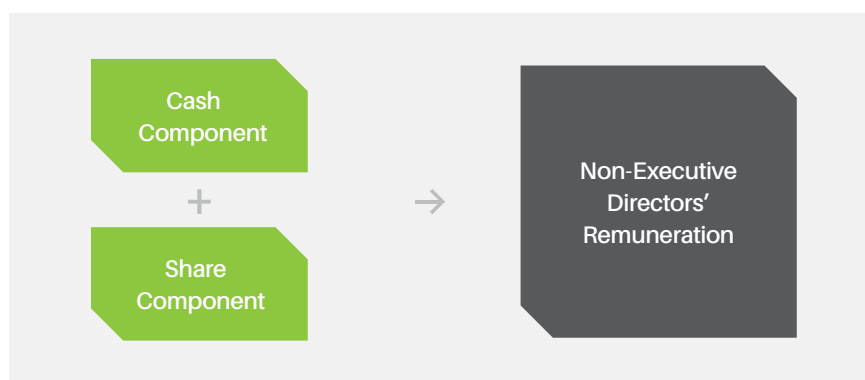 Cash
Component
+
Share
Component
→
Non-Executive
Directors’
Remuneration